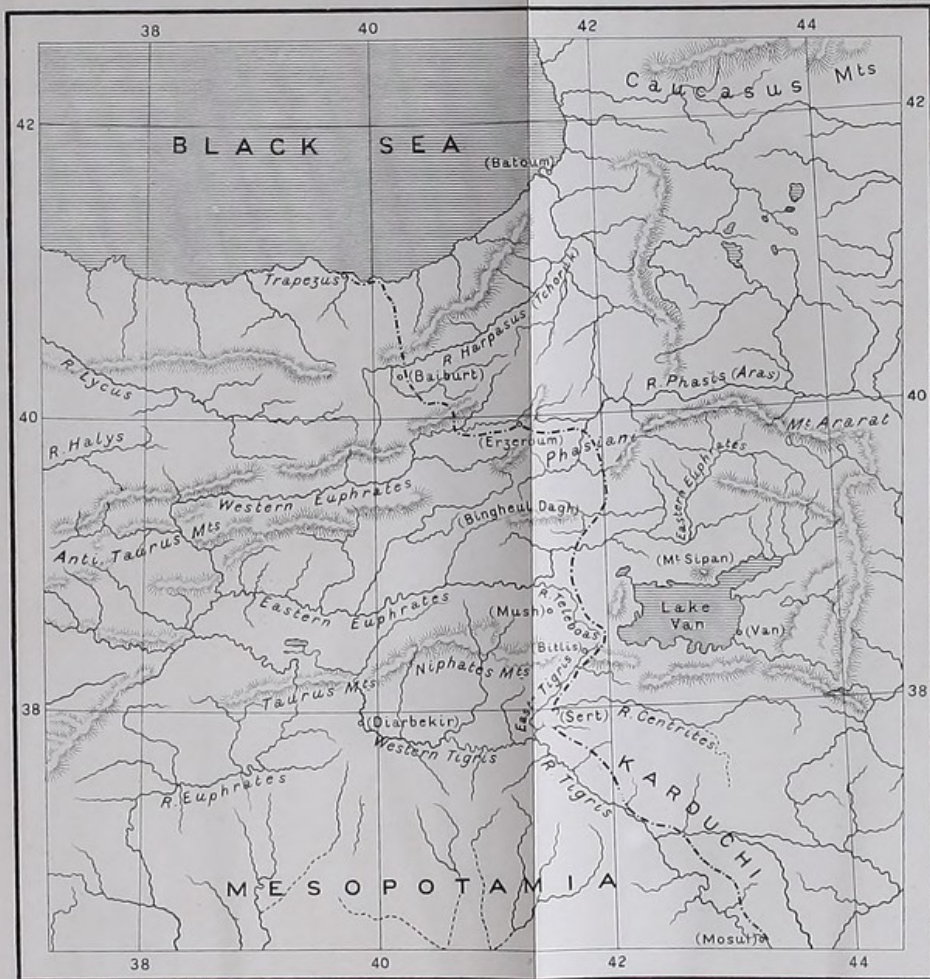 38 40 42 44
Caucasus Mts
42 42
BLACK SEA
(Batoum)
Trapezus
R. Harpasus (Tchoruk)
R. Lycus
(Baiburt)
R. Phasis (Aras)
40 40
Mt. Ararat
R. Halys
(Erzeroum)
Phasiani
Eastern Euphrates
Western Euphrates
(Bingheul Dagh)
Anti Taurus Mts
(Mt Sipan)
Eastern Euphrates
R. Teleboas
(Mush)
Lake
Van
(Van)
(Bitlis)
Niphates Mts
East Tigris
Taurus Mts
38 38
(Diarbekir)
(Sert)
R. Centrites
Western Tigris
R. Euphrates
R. Tigris
KARDUCHI
MESOPOTAMIA
(Mosul)
38 40 42 44